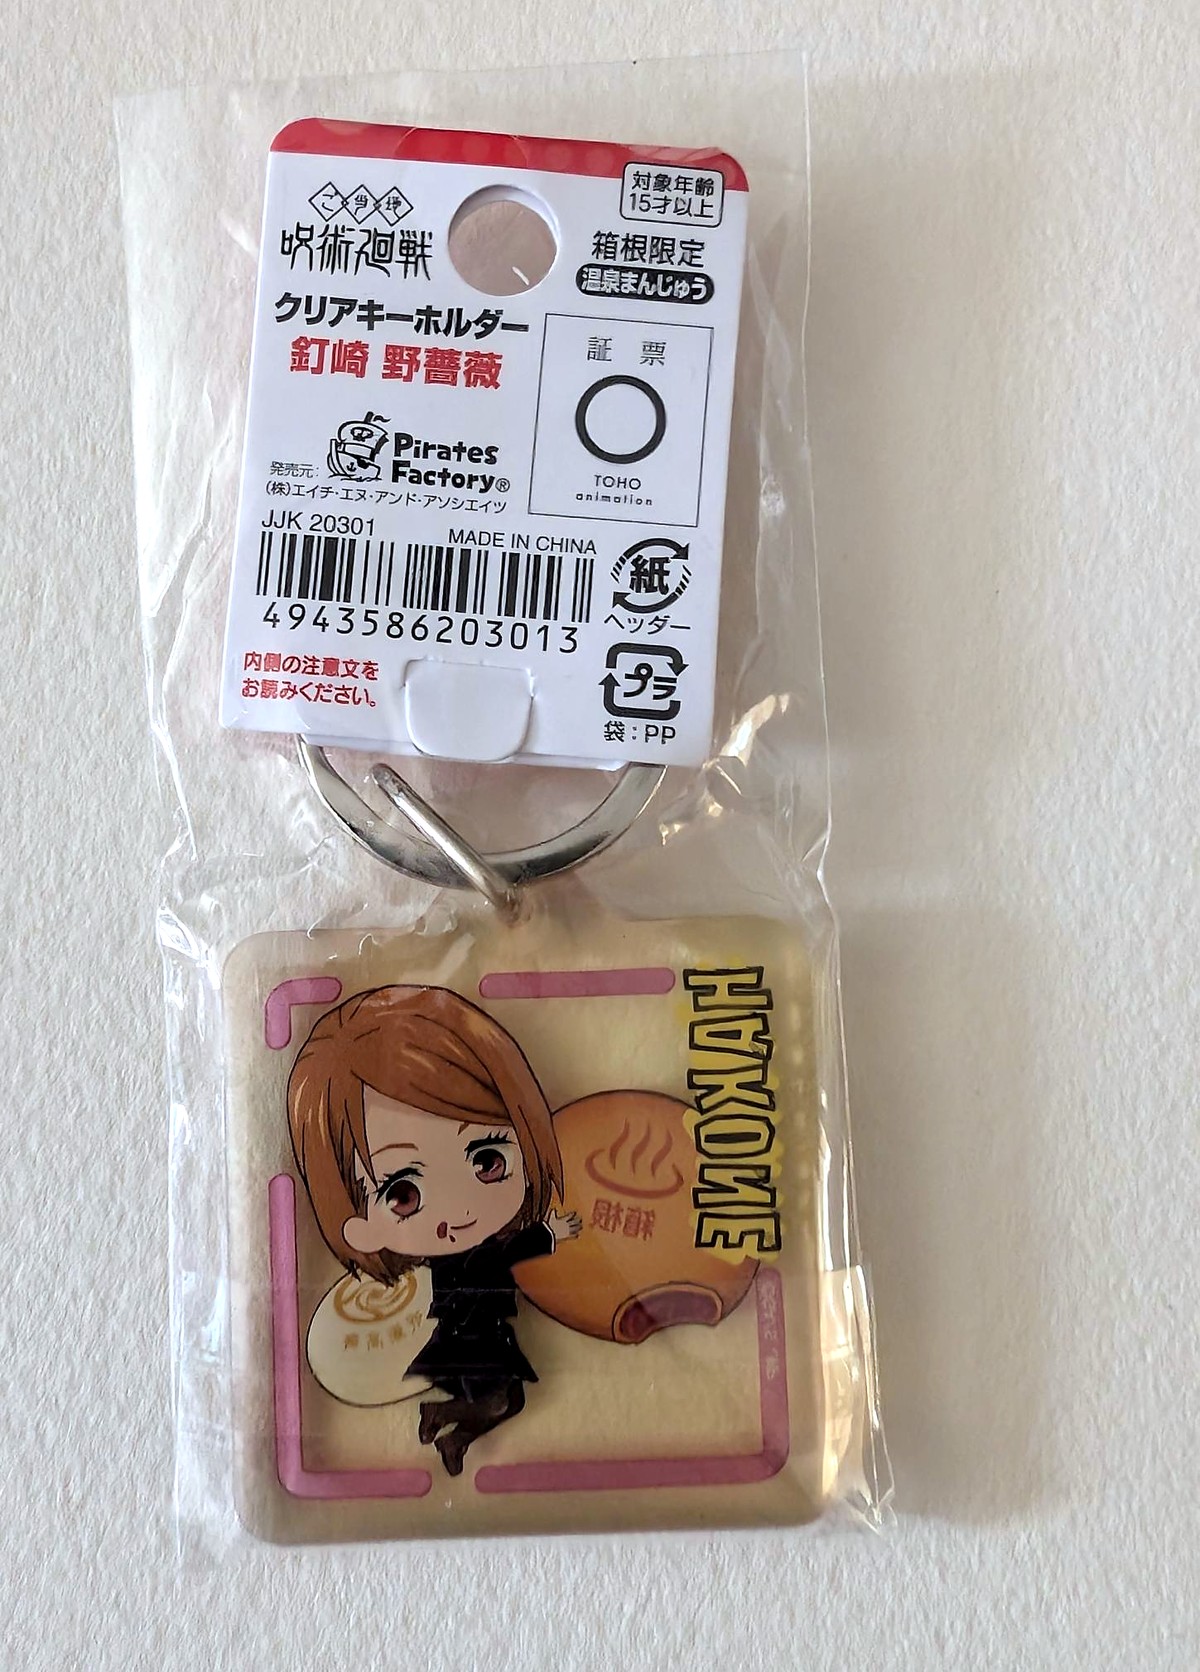 ご当地
呪術廻戦
対象年齢
15才以上
箱根限定
温泉まんじゅう
クリアキーホルダー
釘崎 野薔薇
証 票
TOHO
animation
Pirates
Factory®
発売元:
(株)エイチ・エヌ・アンド・アソシエイツ
JJK 20301
MADE IN CHINA
4943586203013
紙
ヘッダー
内側の注意文を
お読みください。
プラ
袋:PP
HAKONE
箱根